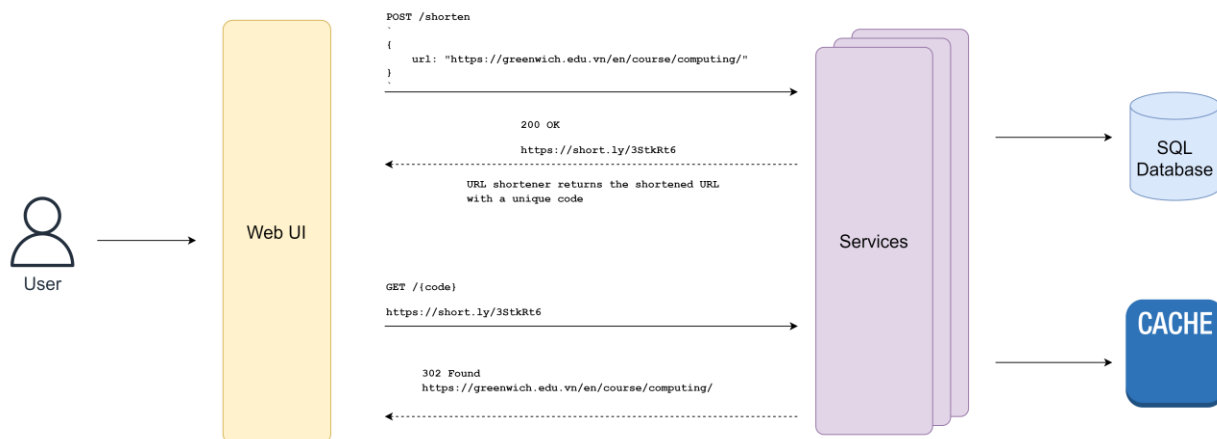 POST /shorten
`
{
url: "https://greenwich.edu.vn/en/course/computing/"
}
`
200 OK
https://short.ly/3StkRt6
URL shortener returns the shortened URL
with a unique code
SQL
Database
User
Web UI
Services
GET /{code}
https://short.ly/3StkRt6
302 Found
https://greenwich.edu.vn/en/course/computing/
CACHE